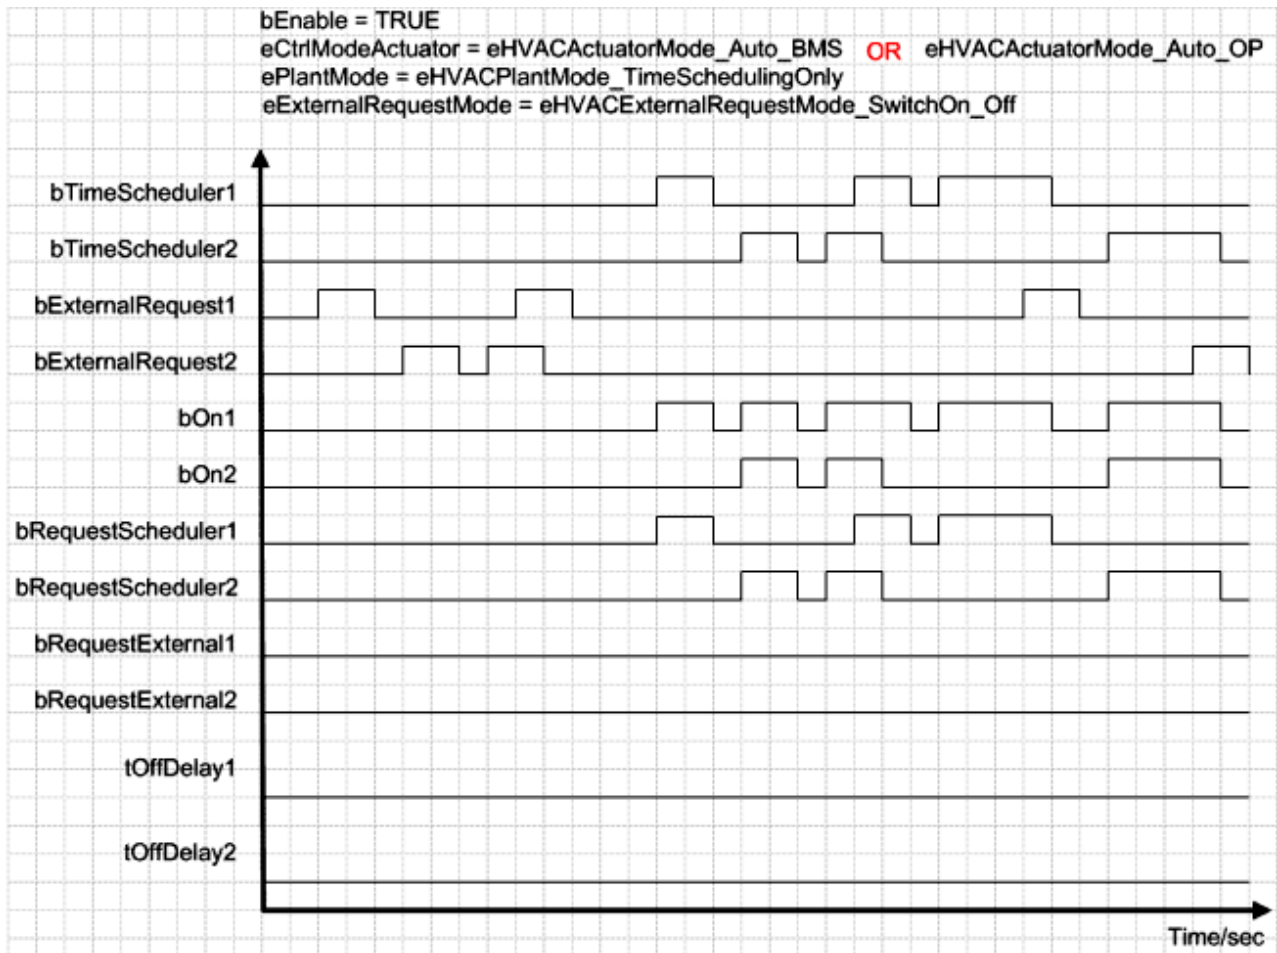 bEnable = TRUE
eCtrlModeActuator = eHVACActuatorMode_Auto_BMS OR eHVACActuatorMode_Auto_OP
ePlantMode = eHVACPlantMode_TimeSchedulingOnly
eExternalRequestMode = eHVACExternalRequestMode_SwitchOn_Off
bTimeScheduler1
bTimeScheduler2
bExternalRequest1
bExternalRequest2
bOn1
bOn2
bRequestScheduler1
bRequestScheduler2
bRequestExternal1
bRequestExternal2
tOffDelay1
tOffDelay2
Time/sec